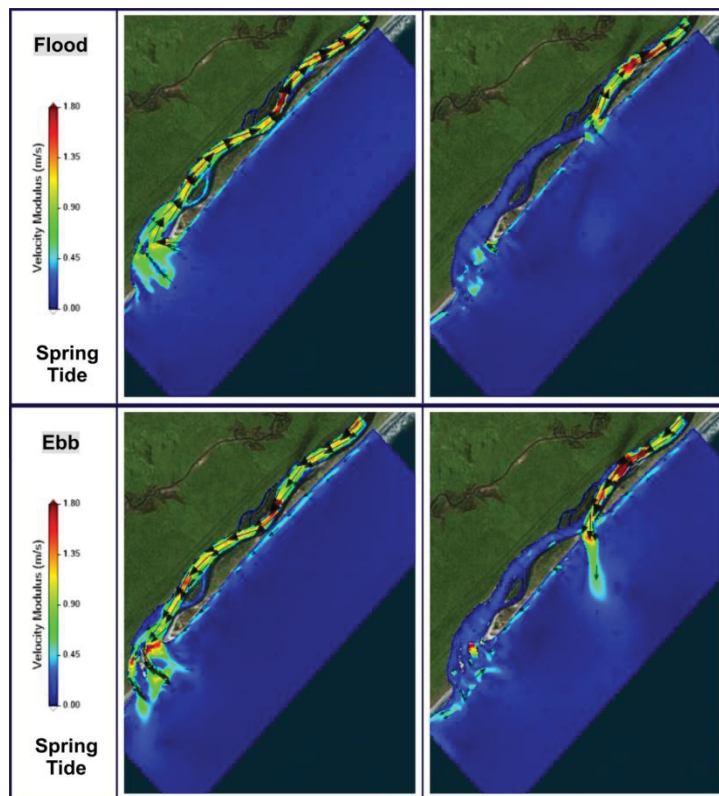 Flood
Velocity Modulus (m/s)
1.80
1.35
0.90
0.45
0.00
Spring
Tide
Ebb
Velocity Modulus (m/s)
1.80
1.35
0.90
0.45
0.00
Spring
Tide